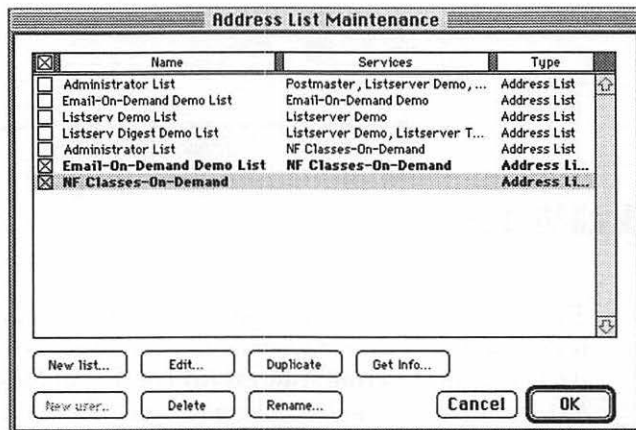 Address List Maintenance
Name Services Type
Administrator List Postmaster, Listserver Demo, ... Address List
Email-On-Demand Demo List Email-On-Demand Demo Address List
Listserv Demo List Listserver Demo Address List
Listserv Digest Demo List Listserver Demo, Listserver T... Address List
Administrator List NF Classes-On-Demand Address List
Email-On-Demand Demo List NF Classes-On-Demand Address Li...
NF Classes-On-Demand Address Li...
New list... Edit... Duplicate Get Info...
New user... Delete Rename... Cancel OK